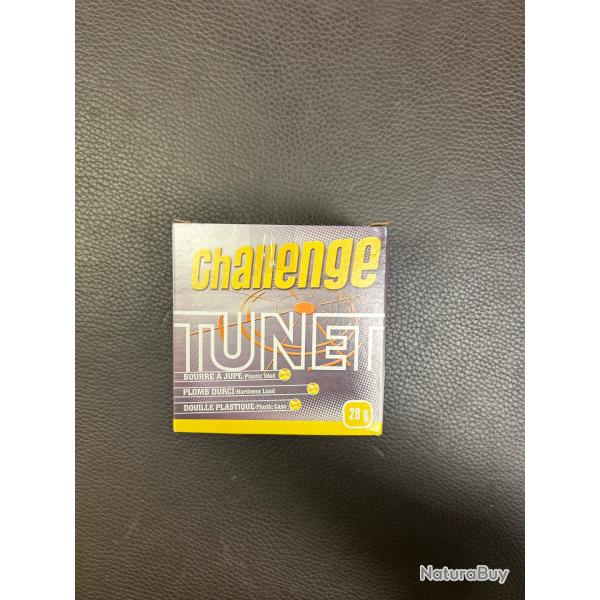 Challenge
TUNET
BOURRE A JUPE/Plastic Wad
PLOMB DURCI/Hardness Lead
DOUILLE PLASTIQUE/Plastic Case
28 g
NaturaBuy